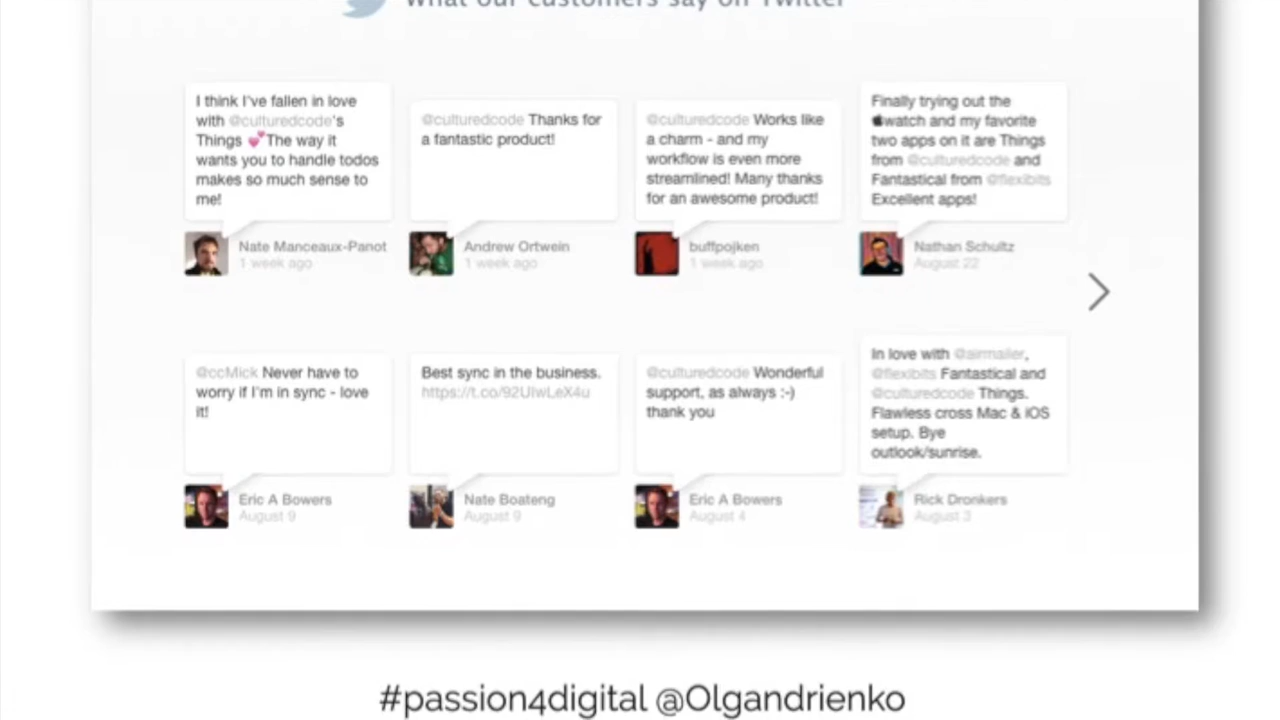 What our customers say on Twitter
I think I've fallen in love
with @culturedcode's
Things 💕The way it
wants you to handle todos
makes so much sense to
me!
Nate Manceaux-Panot
1 week ago
@culturedcode Thanks for
a fantastic product!
Andrew Ortwein
1 week ago
@culturedcode Works like
a charm - and my
workflow is even more
streamlined! Many thanks
for an awesome product!
buffpojken
1 week ago
Finally trying out the
watch and my favorite
two apps on it are Things
from @culturedcode and
Fantastical from @flexibits
Excellent apps!
Nathan Schultz
August 22
@ccMick Never have to
worry if I'm in sync - love
it!
Eric A Bowers
August 9
Best sync in the business.
https://t.co/92UIwLeX4u
Nate Boateng
August 9
@culturedcode Wonderful
support, as always :-)
thank you
Eric A Bowers
August 4
In love with @airmailer,
@flexibits Fantastical and
@culturedcode Things.
Flawless cross Mac & iOS
setup. Bye
outlook/sunrise.
Rick Dronkers
August 3
#passion4digital @Olgandrienko